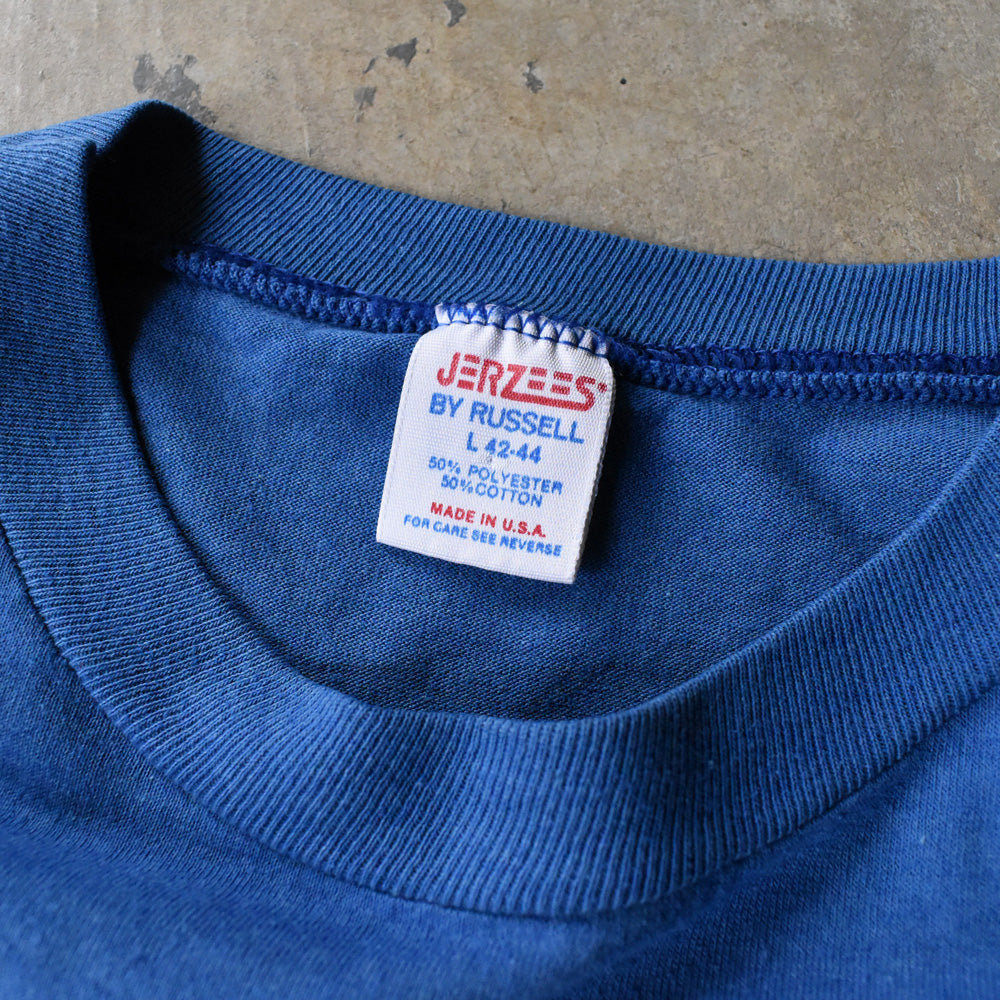 JERZEES®
BY RUSSELL
L 42-44
50% POLYESTER
50% COTTON
MADE IN U.S.A.
FOR CARE SEE REVERSE